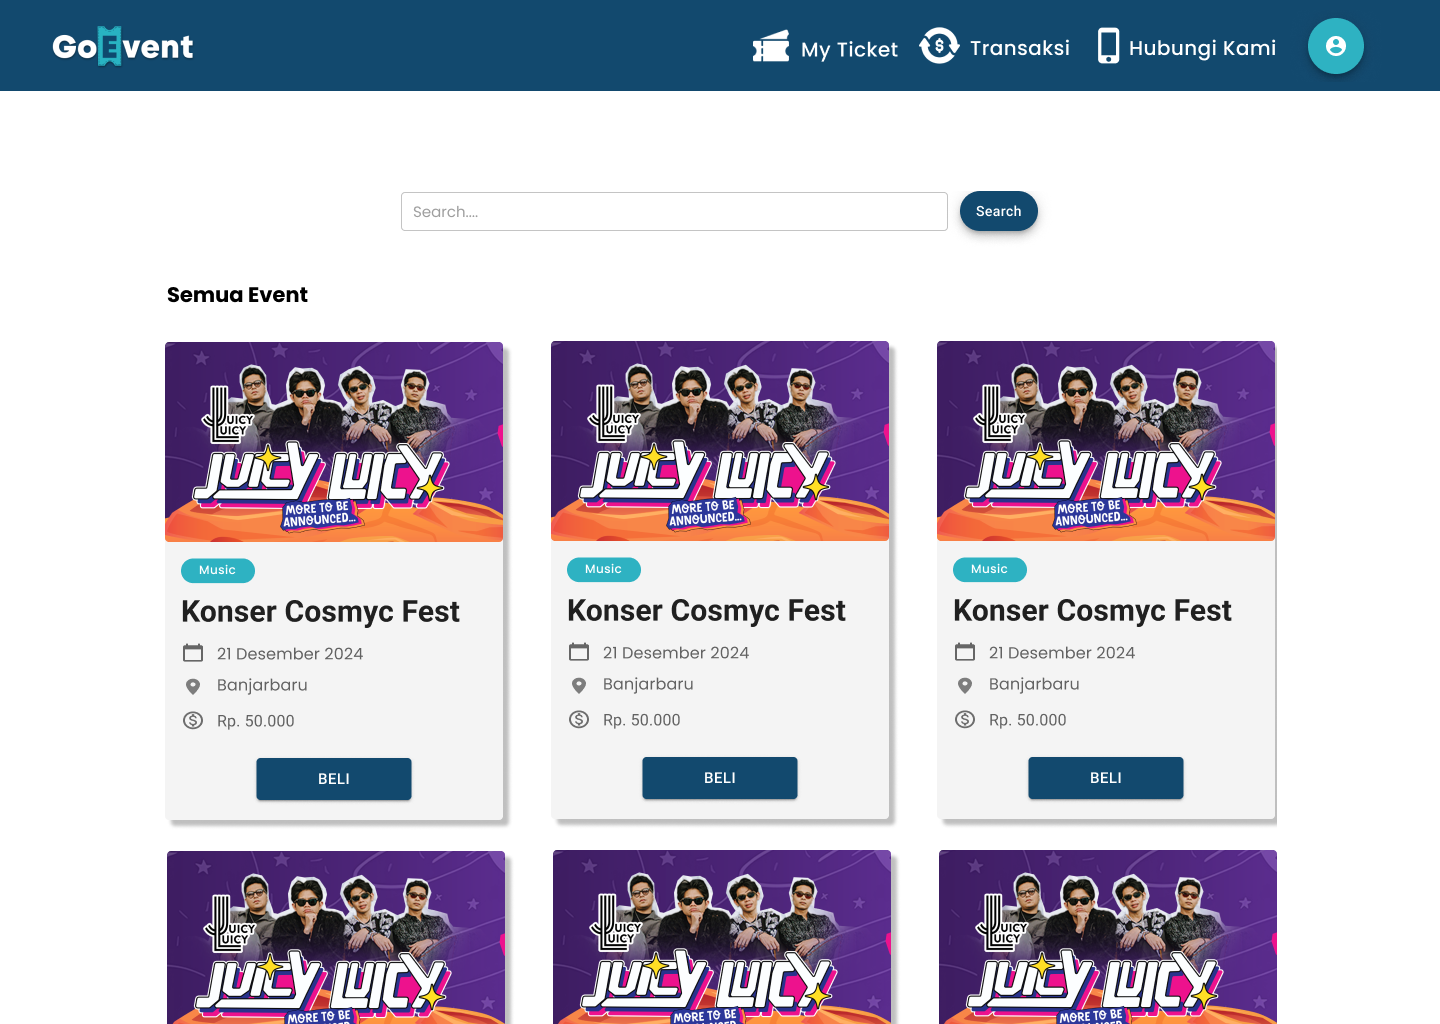 GoEvent
My Ticket
Transaksi
Hubungi Kami
Search....
Search
Semua Event
JUICY
LUICY
JUICY LUICY
MORE TO BE
ANNOUNCED...
JUICY
LUICY
JUICY LUICY
MORE TO BE
ANNOUNCED...
JUICY
LUICY
JUICY LUICY
MORE TO BE
ANNOUNCED...
Music
Music
Music
Konser Cosmyc Fest
Konser Cosmyc Fest
Konser Cosmyc Fest
21 Desember 2024
21 Desember 2024
21 Desember 2024
Banjarbaru
Banjarbaru
Banjarbaru
Rp. 50.000
Rp. 50.000
Rp. 50.000
BELI
BELI
BELI
JUICY
LUICY
JUICY LUICY
MORE TO BE
JUICY
LUICY
JUICY LUICY
MORE TO BE
JUICY
LUICY
JUICY LUICY
MORE TO BE